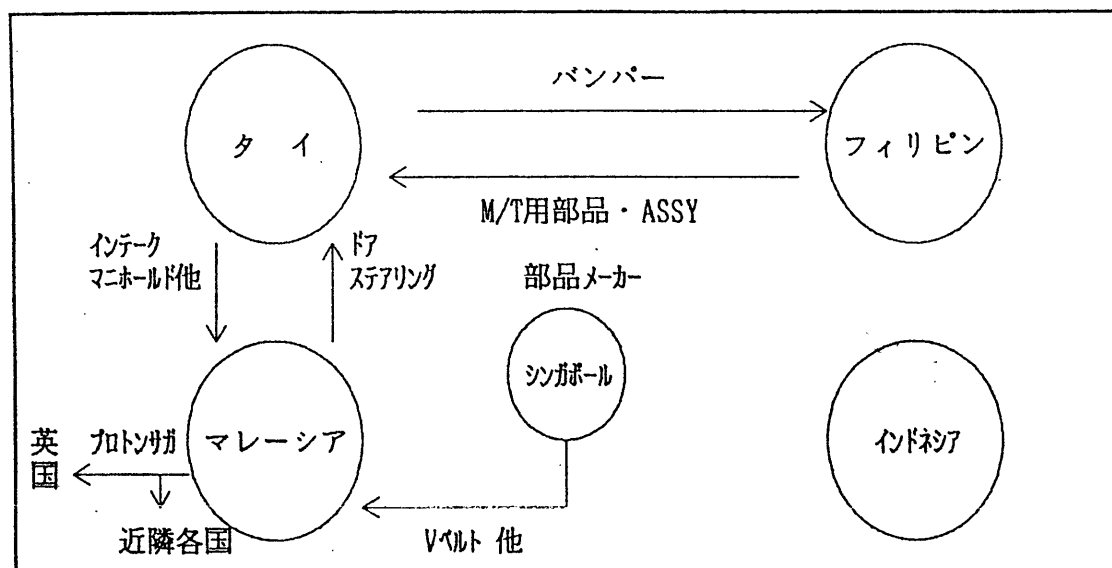 バンパー
タイ
フィリピン
M/T用部品・ASSY
インテーク
マニホールド他
ドア
ステアリング
部品メーカー
シンガポール
英国
プロトンサガ
マレーシア
インドネシア
近隣各国
Vベルト 他